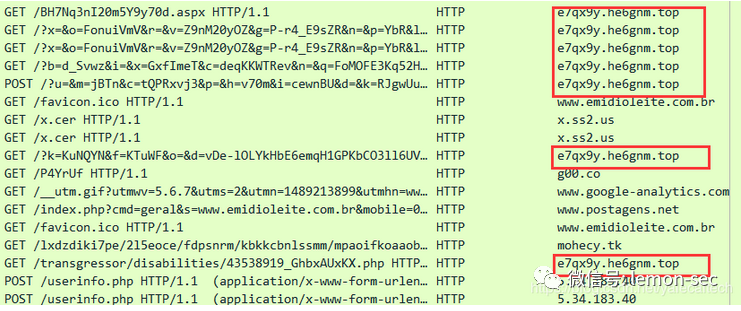 GET /BH7Nq3nI20m5Y9y70d.aspx HTTP/1.1 HTTP e7qx9y.he6gnm.top
GET /?x=&o=FonuiVmV&r=&v=Z9nM20yOZ&g=P-r4_E9sZR&n=&p=YbR&l… HTTP e7qx9y.he6gnm.top
GET /?x=&o=FonuiVmV&r=&v=Z9nM20yOZ&g=P-r4_E9sZR&n=&p=YbR&l… HTTP e7qx9y.he6gnm.top
GET /?b=d_Svwz&i=&x=GxfImeT&c=deqKKWTRev&n=&q=FoMOFE3Kq52H… HTTP e7qx9y.he6gnm.top
POST /?u=&m=jBTn&c=tQPRxvj3&p=&h=v70m&i=cewnBU&d=&k=RJgwUu… HTTP e7qx9y.he6gnm.top
GET /favicon.ico HTTP/1.1 HTTP www.emidioleite.com.br
GET /x.cer HTTP/1.1 HTTP x.ss2.us
GET /x.cer HTTP/1.1 HTTP x.ss2.us
GET /?k=KuNQYN&f=KTuWF&o=&d=vDe-lOLYkHbE6emqH1GPKbCO3ll6UV… HTTP e7qx9y.he6gnm.top
GET /P4YrUf HTTP/1.1 HTTP g00.co
GET /__utm.gif?utmwv=5.6.7&utms=2&utmn=1489213899&utmhn=ww… HTTP www.google-analytics.com
GET /index.php?cmd=geral&s=www.emidioleite.com.br&mobile=0… HTTP www.postagens.net
GET /favicon.ico HTTP/1.1 HTTP www.emidioleite.com.br
GET /lxdzdiki7pe/2l5eoce/fdpsnrm/kbkkcbnlssmm/mpaoifkoaaob… HTTP mohecy.tk
GET /transgressor/disabilities/43538919_GhbxAUxKX.php HTTP… HTTP e7qx9y.he6gnm.top
POST /userinfo.php HTTP/1.1 (application/x-www-form-urlen… HTTP
POST /userinfo.php HTTP/1.1 (application/x-www-form-urlen… HTTP 5.34.183.40
微信号: lemon-sec